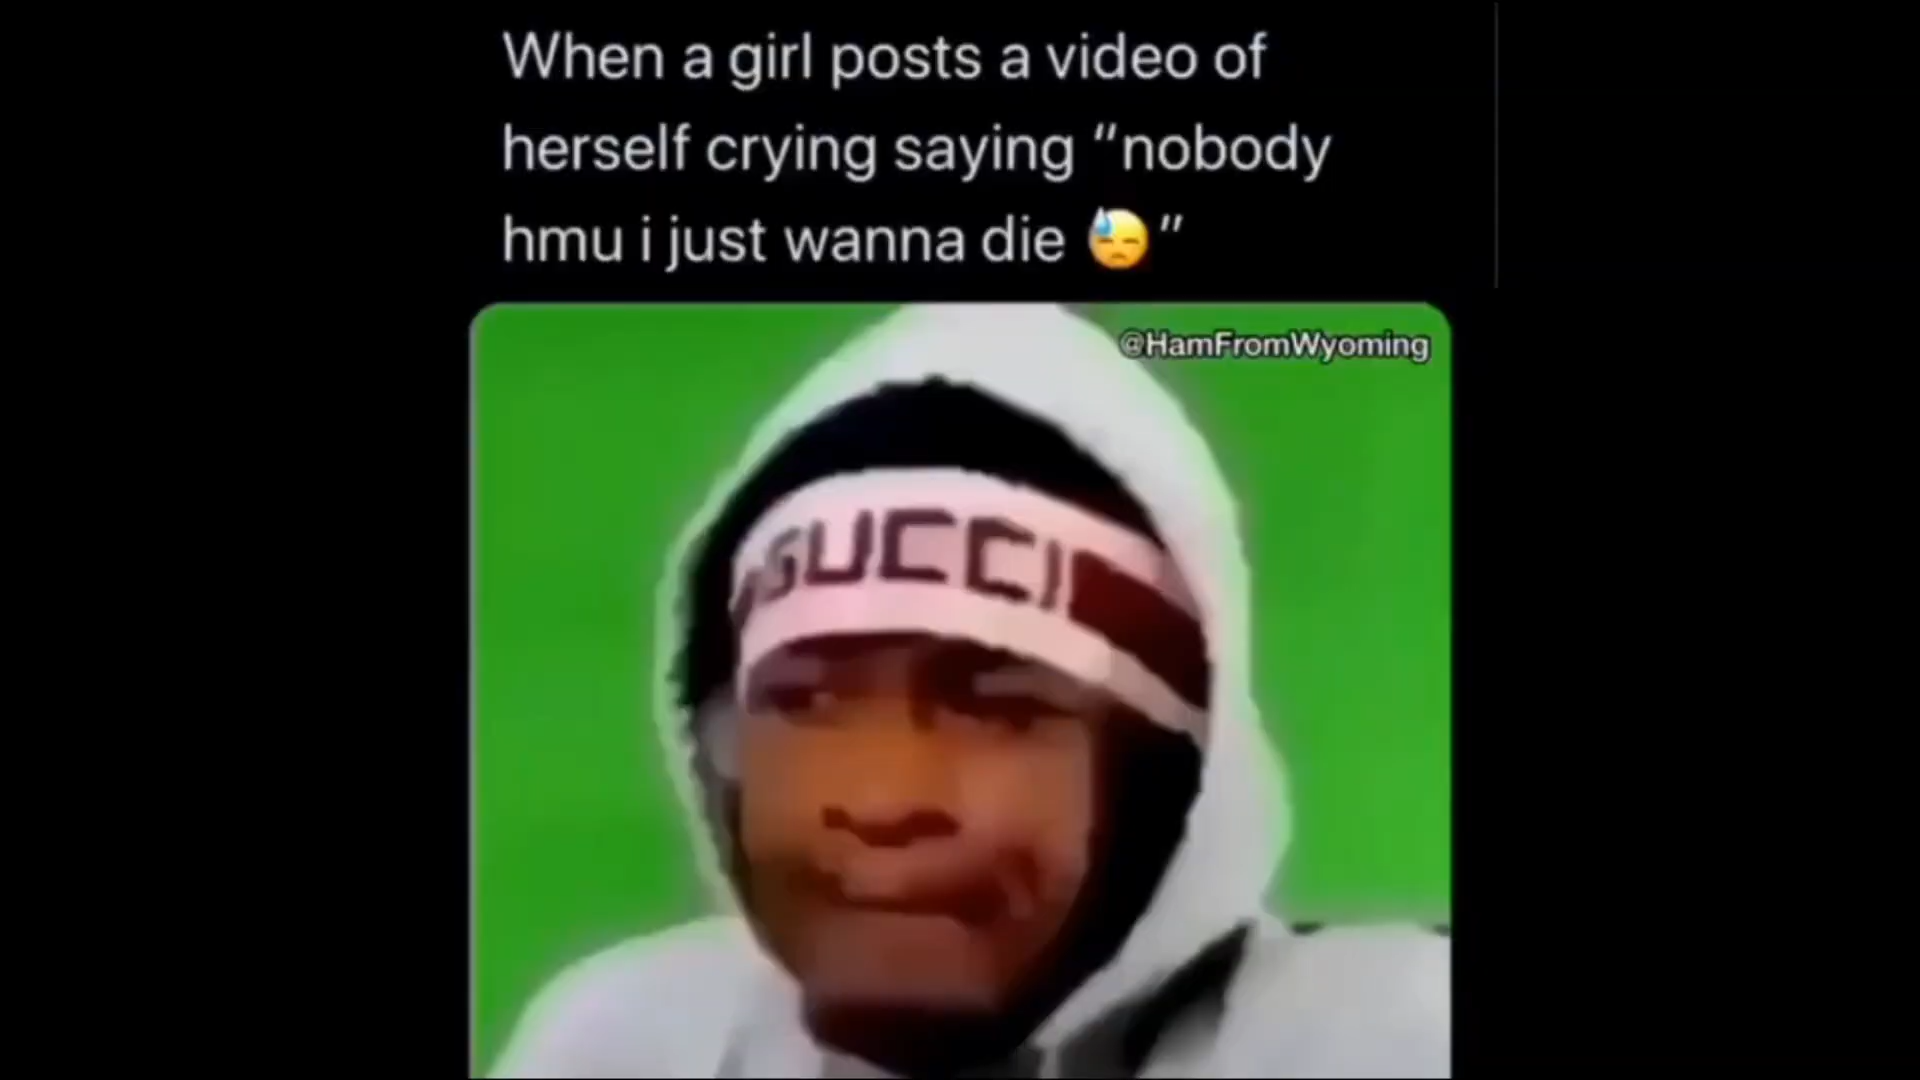 When a girl posts a video of
herself crying saying “nobody
hmu i just wanna die 😓”
@HamFromWyoming
GUCCI